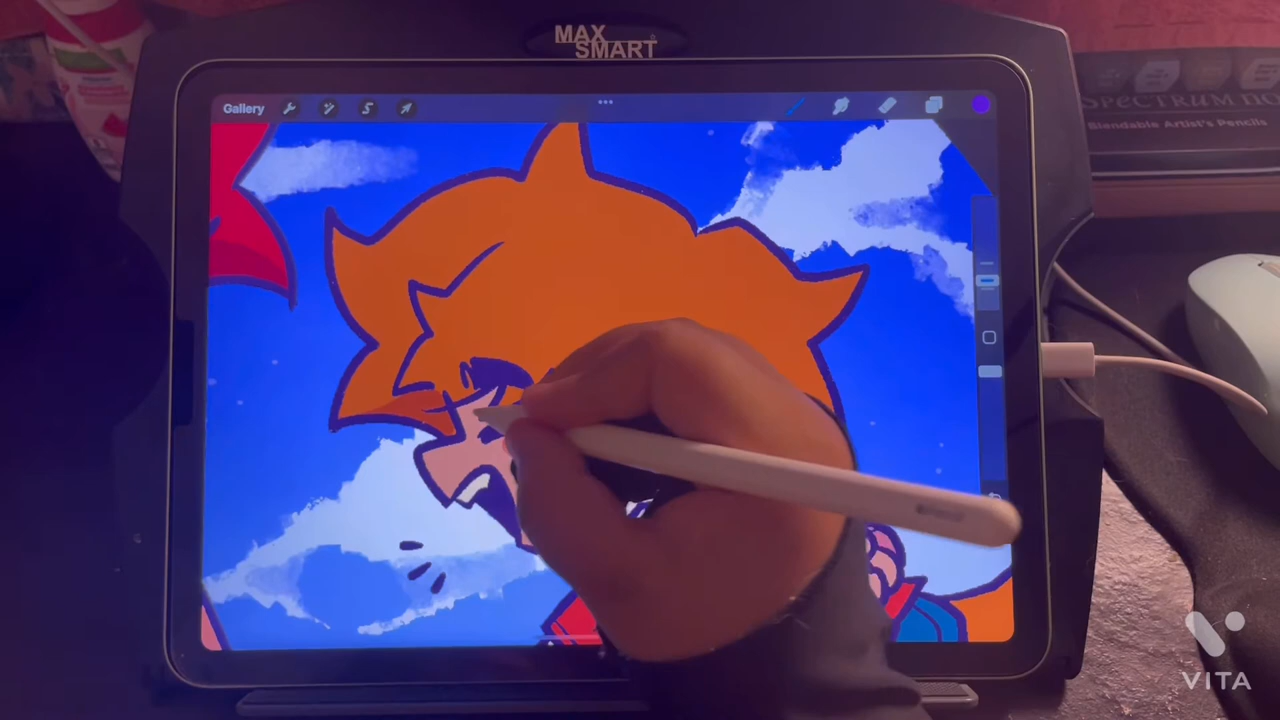 MAX
SMART
Gallery
SPECTRUM NO
Blendable Artist's Pencils
VITA